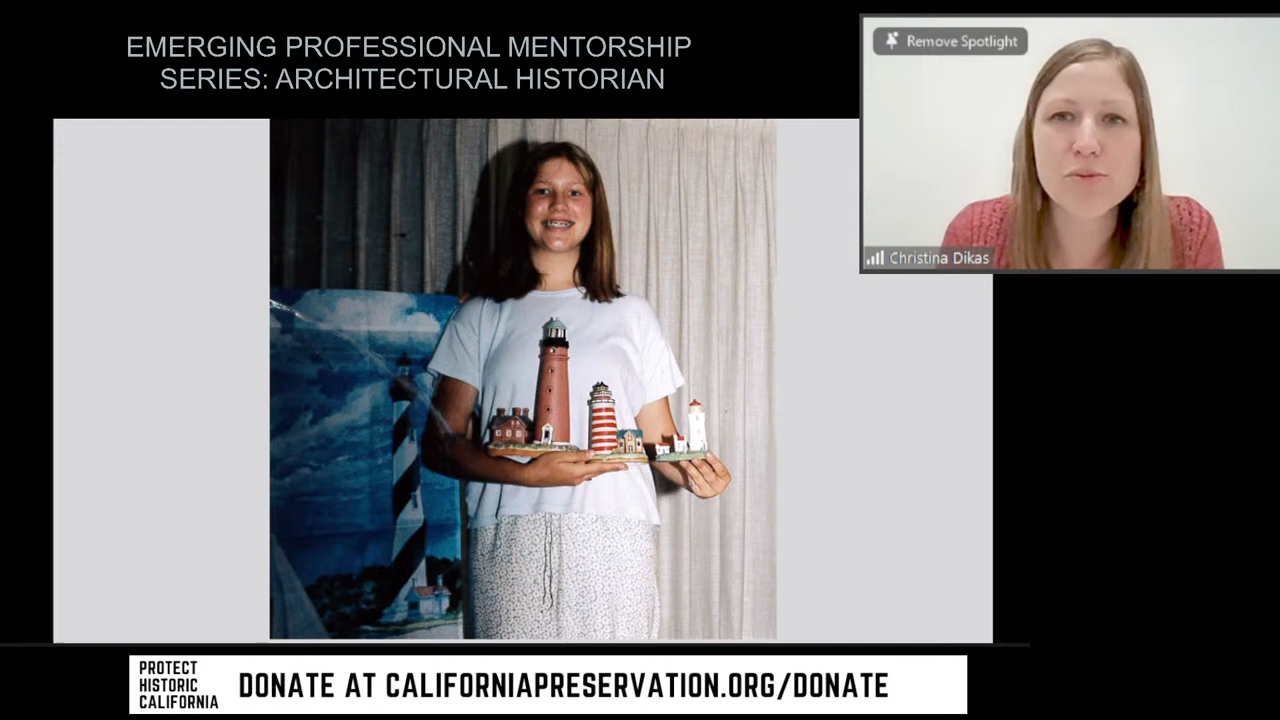 EMERGING PROFESSIONAL MENTORSHIP
SERIES: ARCHITECTURAL HISTORIAN
Remove Spotlight
Christina Dikas
PROTECT
HISTORIC
CALIFORNIA
DONATE AT CALIFORNIAPRESERVATION.ORG/DONATE